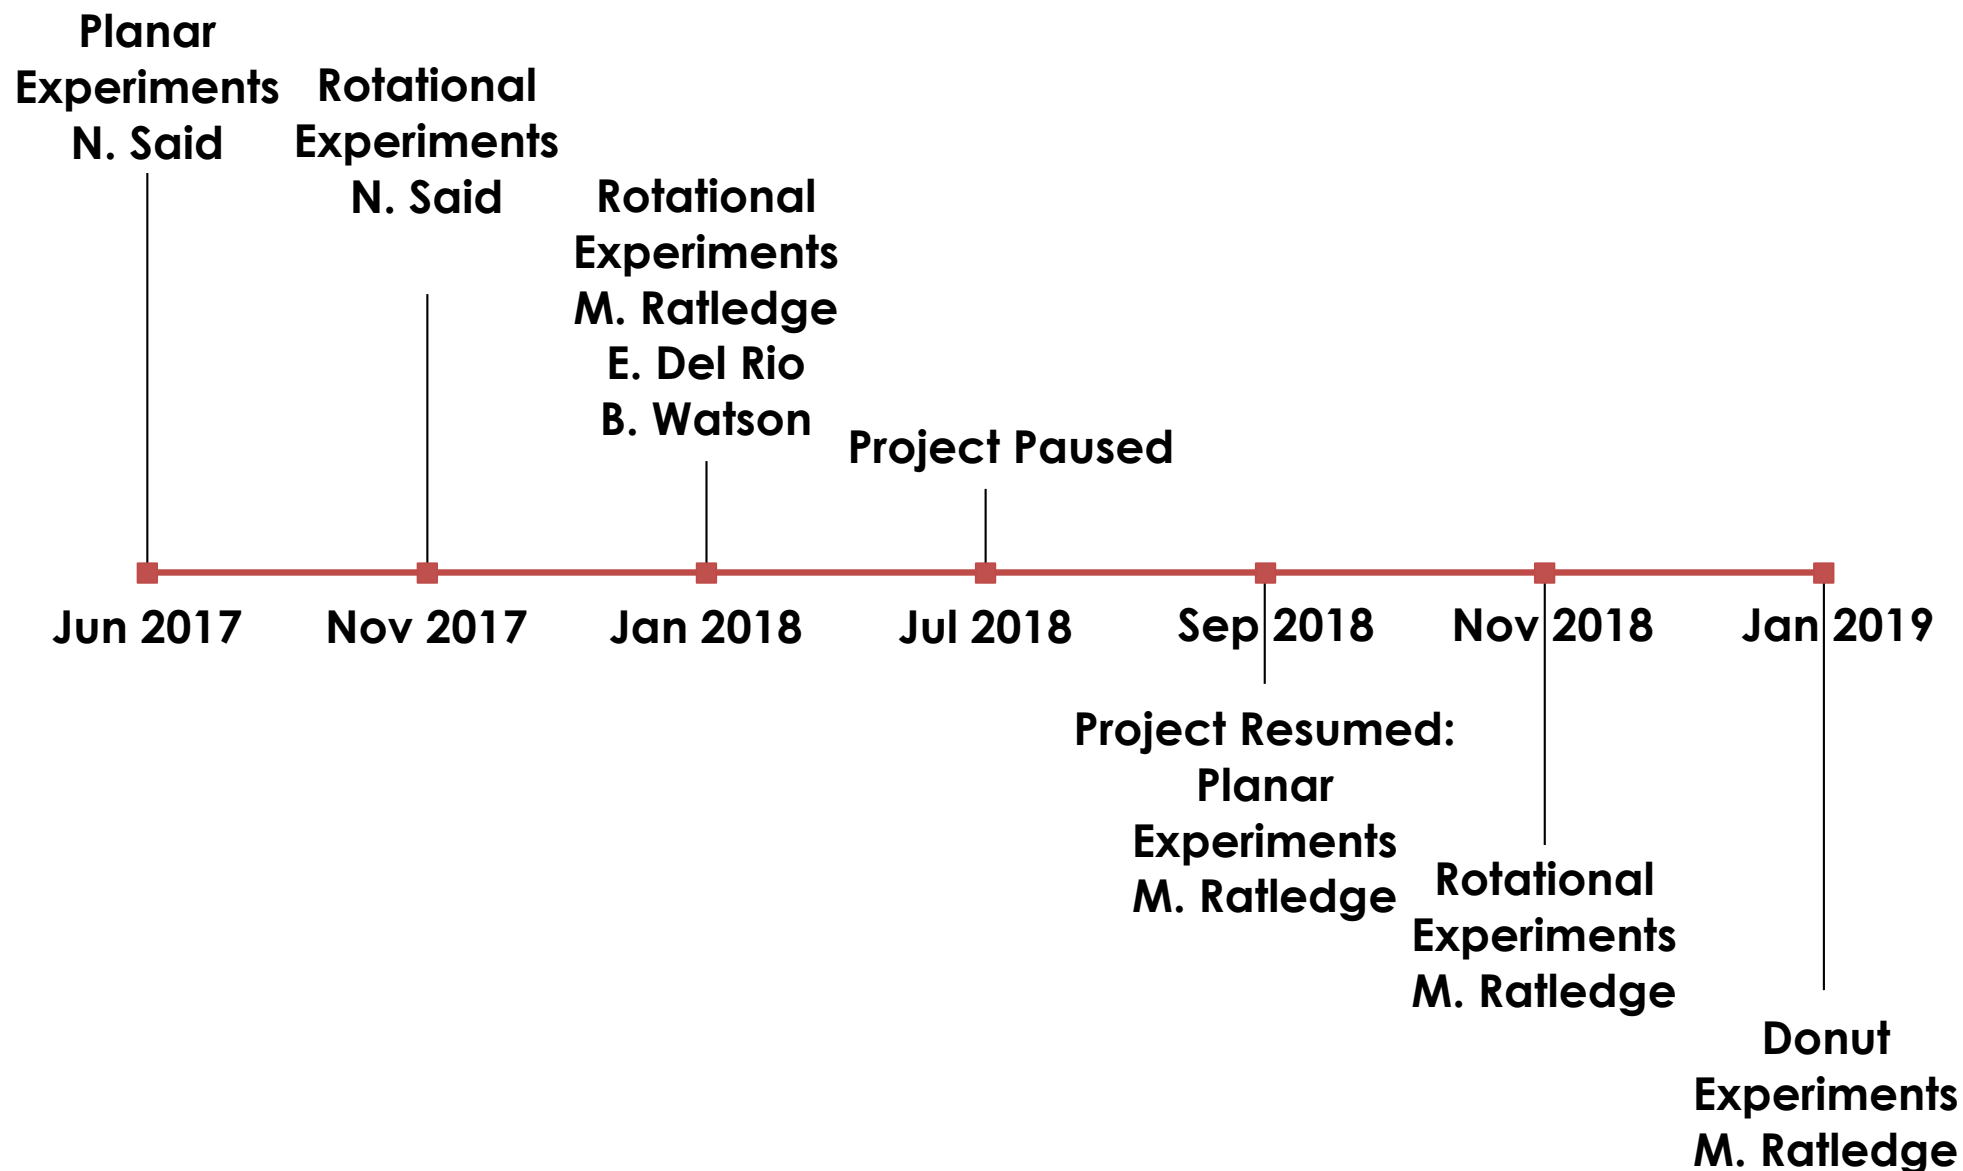 Planar
Experiments
N. Said
Rotational
Experiments
N. Said
Rotational
Experiments
M. Ratledge
E. Del Rio
B. Watson
Project Paused
Jun 2017
Nov 2017
Jan 2018
Jul 2018
Sep 2018
Nov 2018
Jan 2019
Project Resumed:
Planar
Experiments
M. Ratledge
Rotational
Experiments
M. Ratledge
Donut
Experiments
M. Ratledge